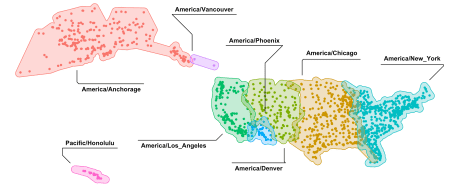 America/Vancouver
America/Phoenix
America/Chicago
America/New_York
America/Anchorage
Pacific/Honolulu
America/Los_Angeles
America/Denver